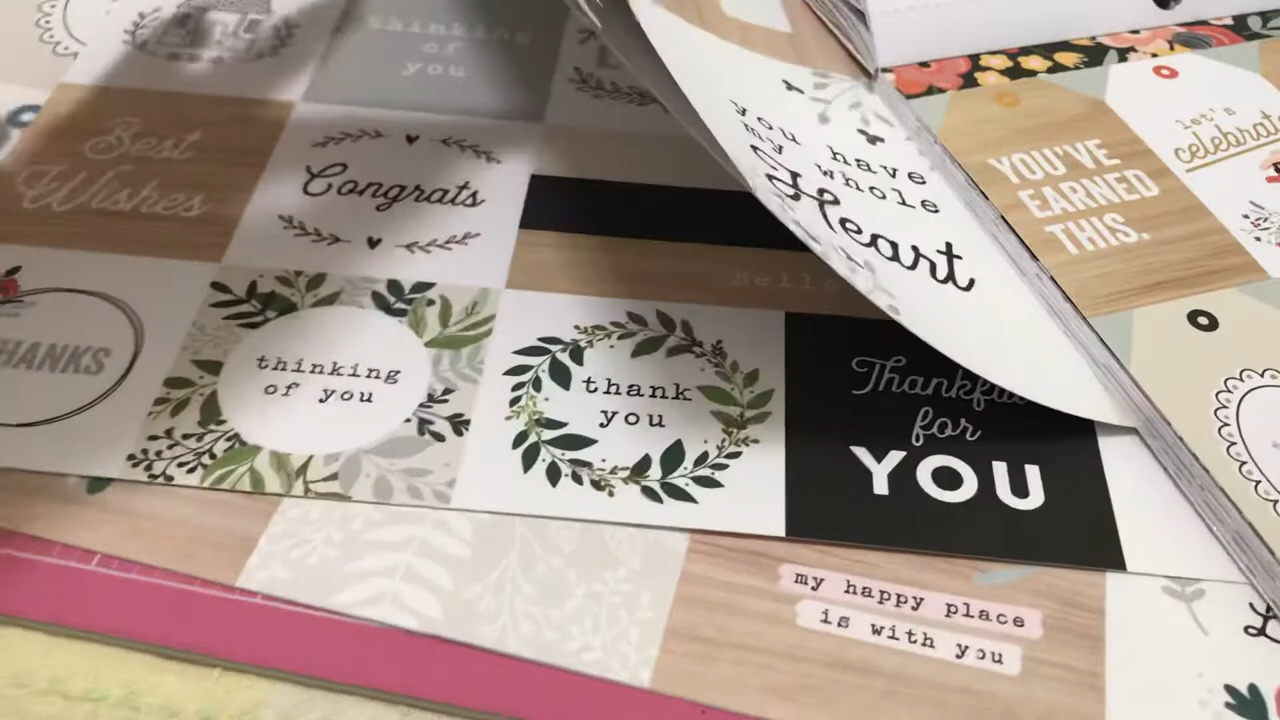 thinking
of
you
Best
Wishes
Congrats
you have
my whole
Heart
YOU'VE
EARNED
THIS.
let's
celebrate
THANKS
thinking
of you
thank
you
Thankful
for
YOU
my happy place
is with you